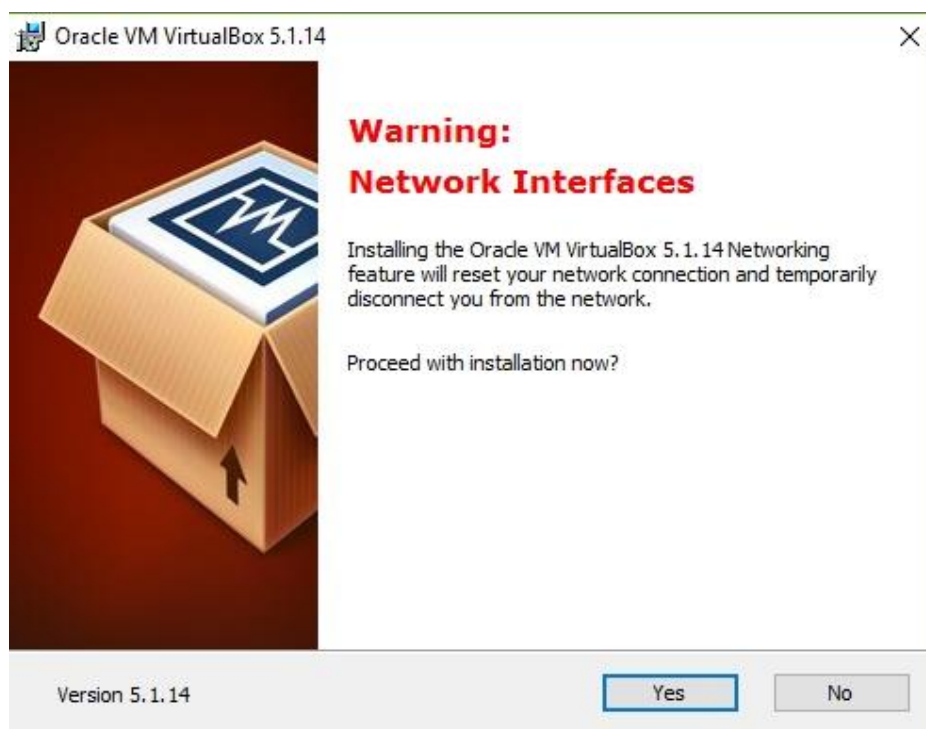 Oracle VM VirtualBox 5.1.14
Warning:
Network Interfaces
Installing the Oracle VM VirtualBox 5.1.14 Networking
feature will reset your network connection and temporarily
disconnect you from the network.
Proceed with installation now?
Version 5.1.14
Yes
No